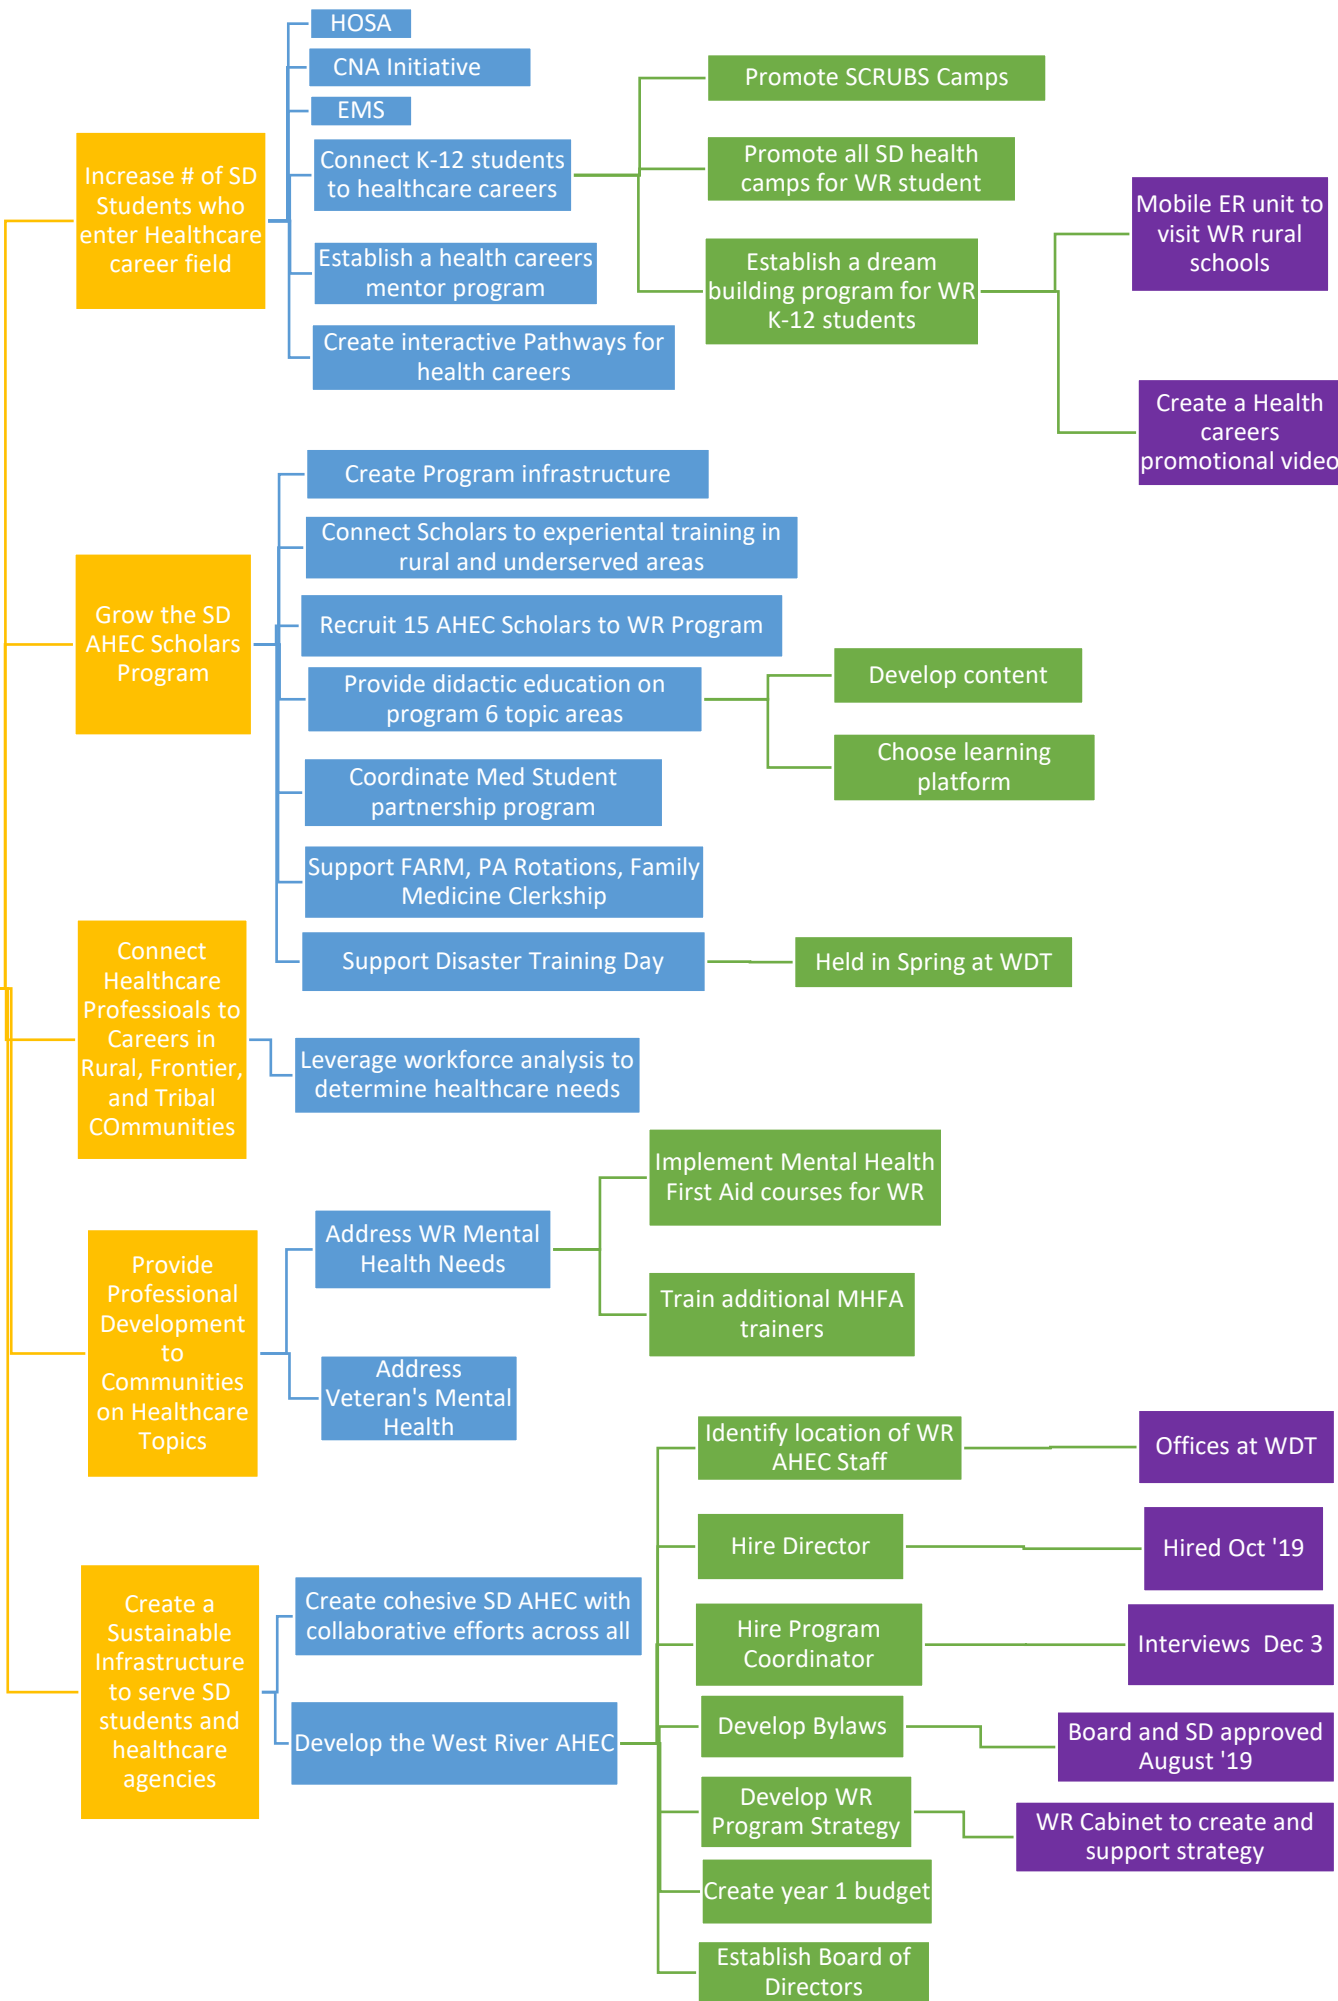 HOSA
CNA Initiative
EMS
Increase # of SD
Students who
enter Healthcare
career field
Connect K-12 students
to healthcare careers
Establish a health careers
mentor program
Create interactive Pathways for
health careers
Promote SCRUBS Camps
Promote all SD health
camps for WR student
Establish a dream
building program for WR
K-12 students
Mobile ER unit to
visit WR rural
schools
Create a Health
careers
promotional video
Grow the SD
AHEC Scholars
Program
Create Program infrastructure
Connect Scholars to experiental training in
rural and underserved areas
Recruit 15 AHEC Scholars to WR Program
Provide didactic education on
program 6 topic areas
Develop content
Choose learning
platform
Coordinate Med Student
partnership program
Support FARM, PA Rotations, Family
Medicine Clerkship
Support Disaster Training Day
Held in Spring at WDT
Connect
Healthcare
Professioals to
Careers in
Rural, Frontier,
and Tribal
COmmunities
Leverage workforce analysis to
determine healthcare needs
Provide
Professional
Development
to
Communities
on Healthcare
Topics
Address WR Mental
Health Needs
Implement Mental Health
First Aid courses for WR
Train additional MHFA
trainers
Address
Veteran's Mental
Health
Create a
Sustainable
Infrastructure
to serve SD
students and
healthcare
agencies
Create cohesive SD AHEC with
collaborative efforts across all
Develop the West River AHEC
Identify location of WR
AHEC Staff
Offices at WDT
Hire Director
Hired Oct '19
Hire Program
Coordinator
Interviews  Dec 3
Develop Bylaws
Board and SD approved
August '19
Develop WR
Program Strategy
WR Cabinet to create and
support strategy
Create year 1 budget
Establish Board of
Directors